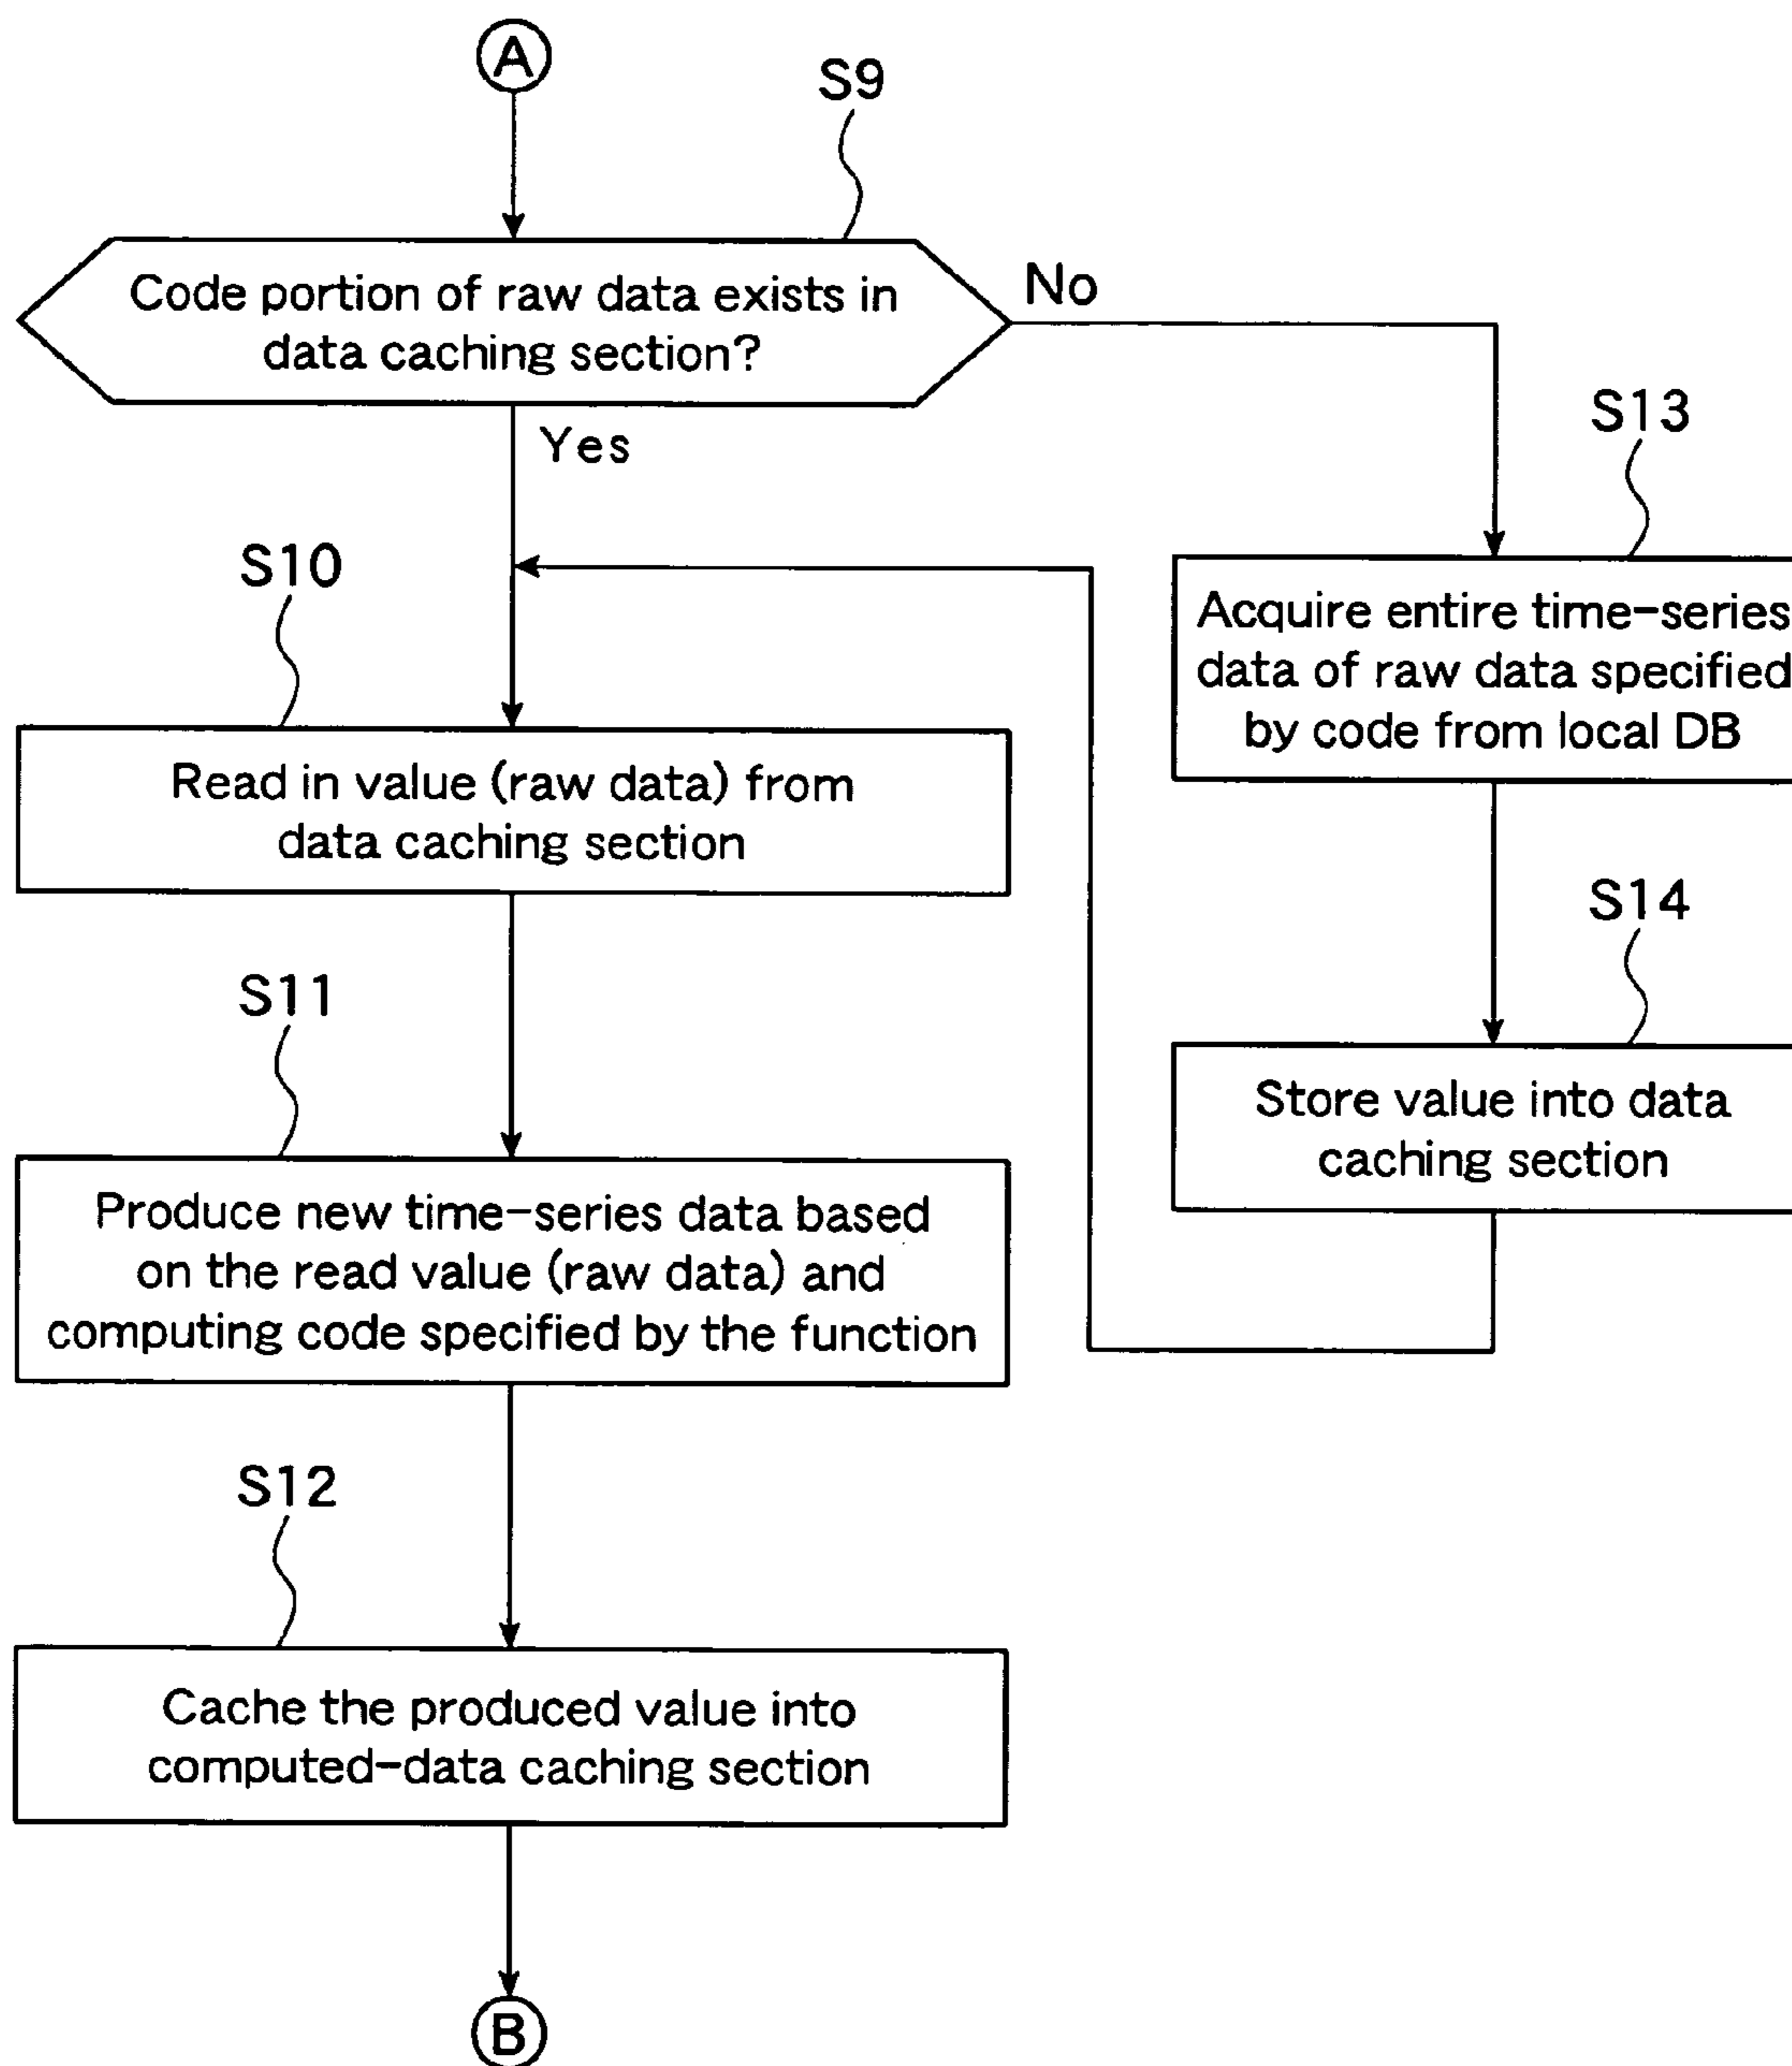 A
S9
Code portion of raw data exists in
data caching section?
No
Yes
S13
Acquire entire time-series
data of raw data specified
by code from local DB
S10
Read in value (raw data) from
data caching section
S14
Store value into data
caching section
S11
Produce new time-series data based
on the read value (raw data) and
computing code specified by the function
S12
Cache the produced value into
computed-data caching section
B